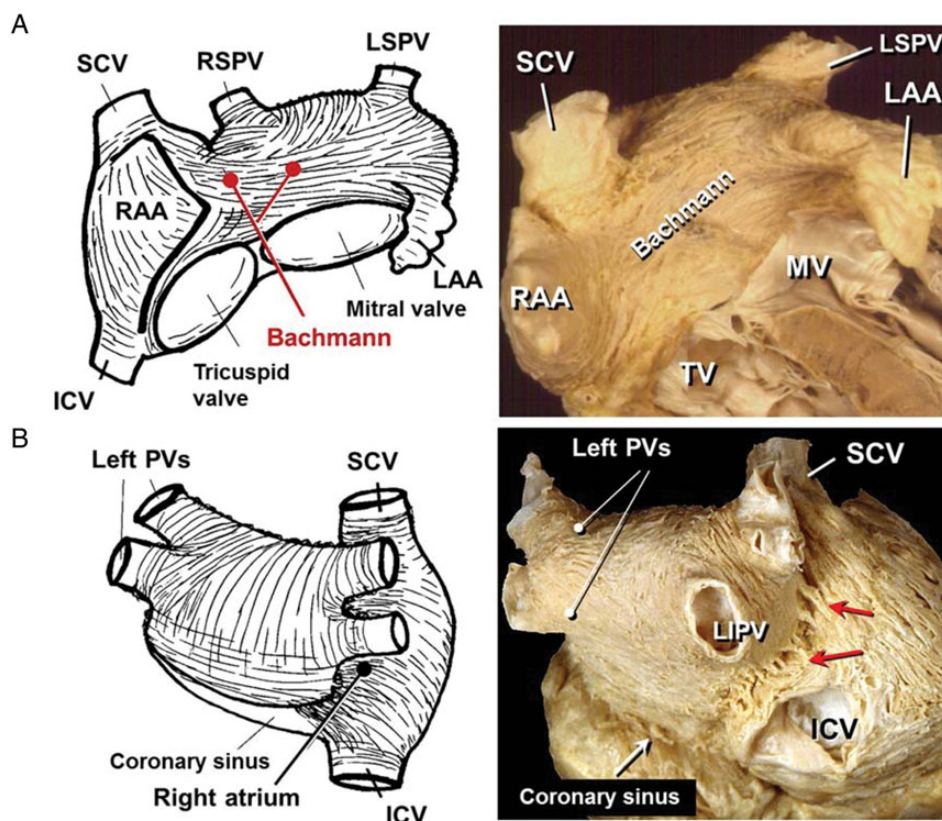 A
SCV
RSPV
LSPV
RAA
LAA
Mitral valve
Bachmann
Tricuspid
valve
ICV
SCV
LSPV
LAA
Bachmann
MV
RAA
TV
B
Left PVs
SCV
Coronary sinus
Right atrium
ICV
Left PVs
SCV
LIPV
ICV
Coronary sinus